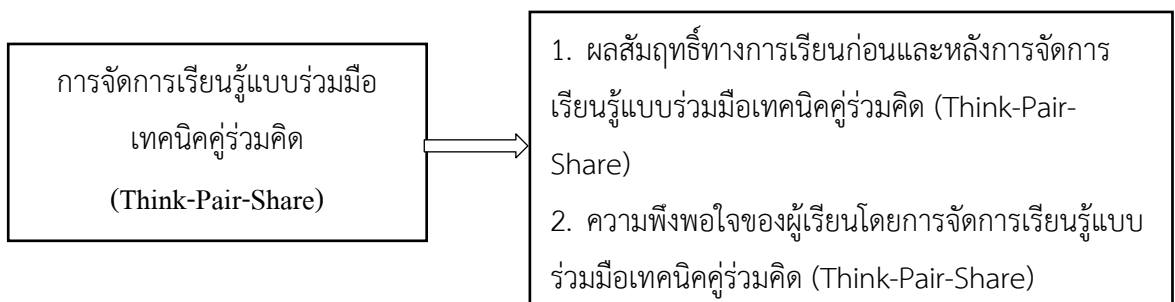 การจัดการเรียนรู้แบบร่วมมือ
เทคนิคคู่ร่วมคิด
(Think-Pair-Share)
1. ผลสัมฤทธิ์ทางการเรียนก่อนและหลังการจัดการ
เรียนรู้แบบร่วมมือเทคนิคคู่ร่วมคิด (Think-Pair-
Share)
2. ความพึงพอใจของผู้เรียนโดยการจัดการเรียนรู้แบบ
ร่วมมือเทคนิคคู่ร่วมคิด (Think-Pair-Share)